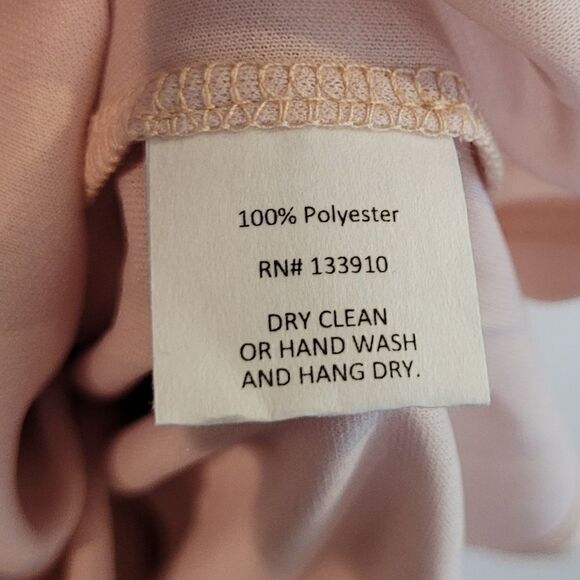 100% Polyester
RN# 133910
DRY CLEAN
OR HAND WASH
AND HANG DRY.